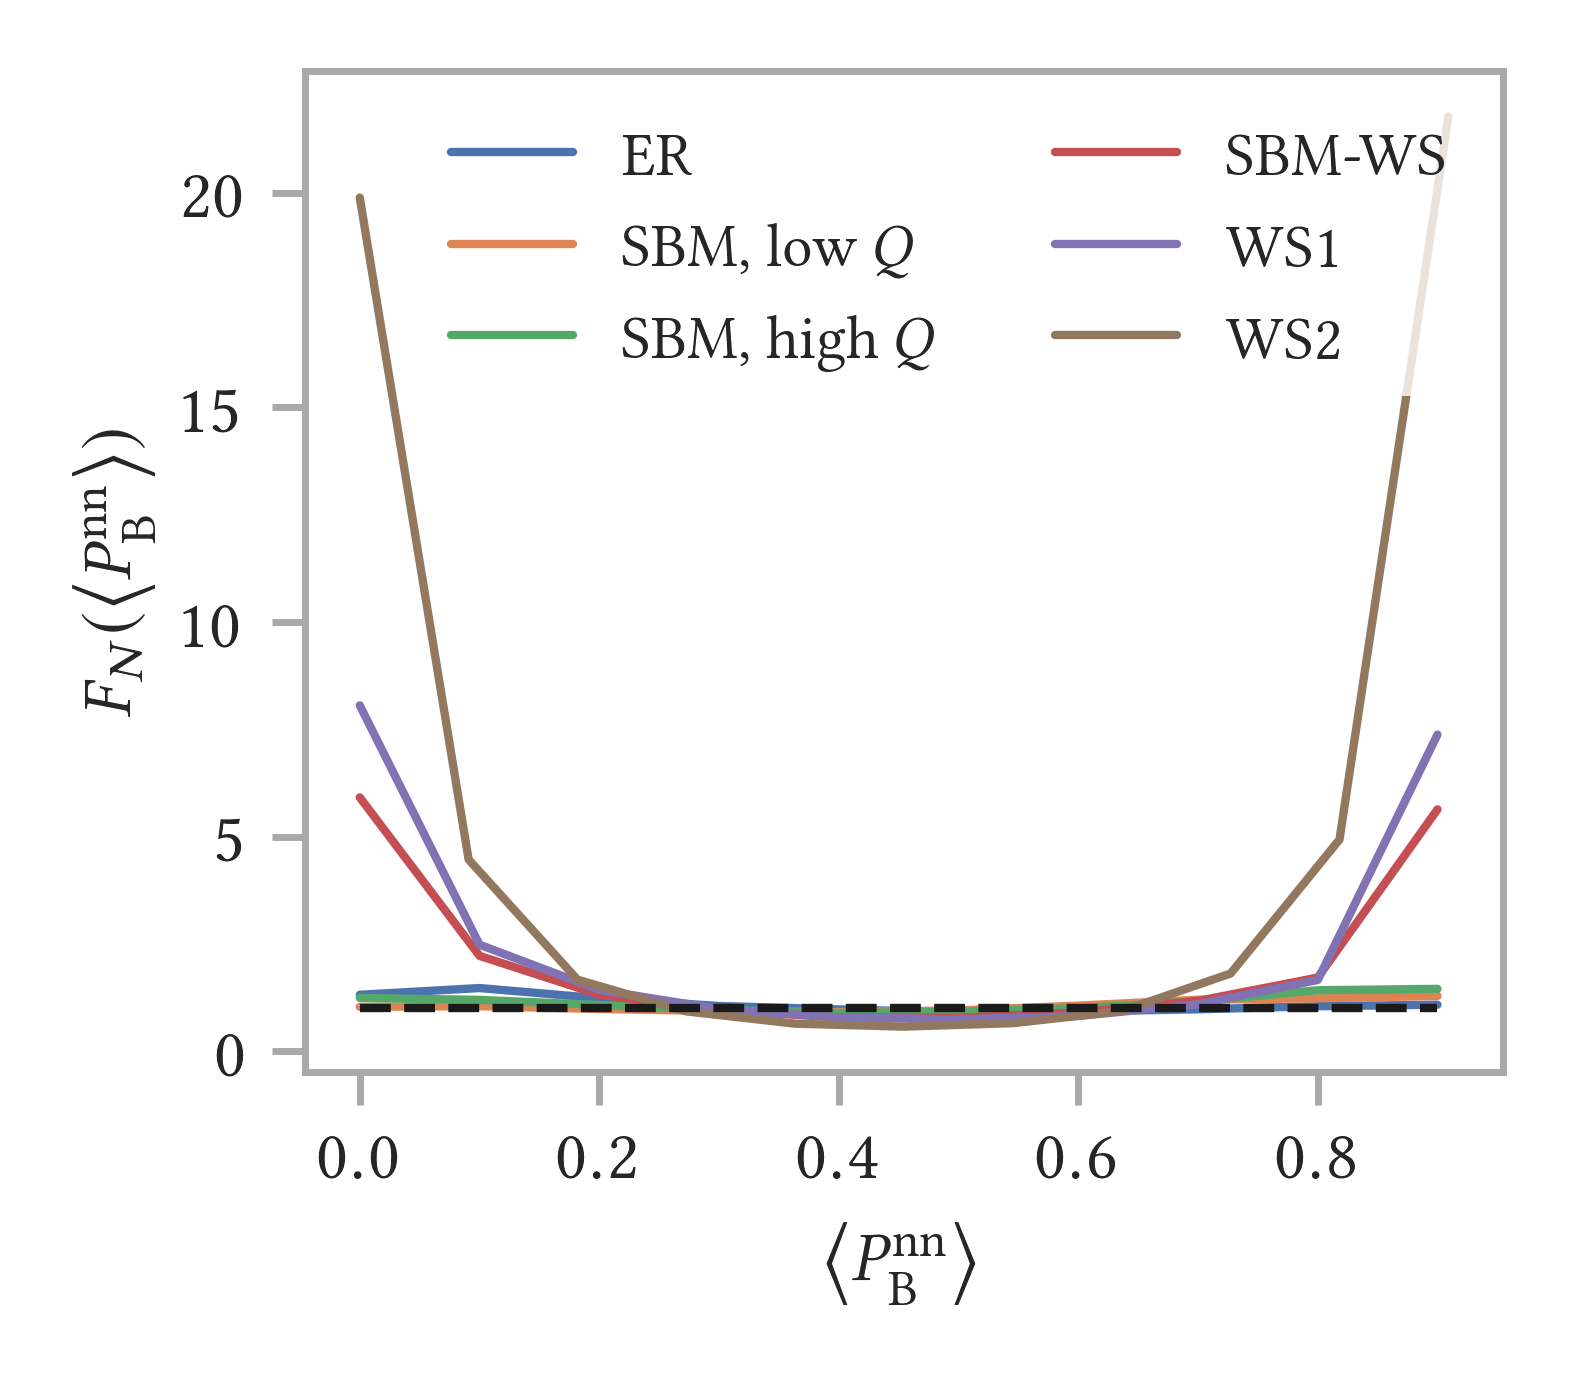 F_N(⟨P_B^nn⟩)
20
15
10
5
0
ER
SBM, low Q
SBM, high Q
SBM-WS
WS1
WS2
0.0 0.2 0.4 0.6 0.8
⟨P_B^nn⟩